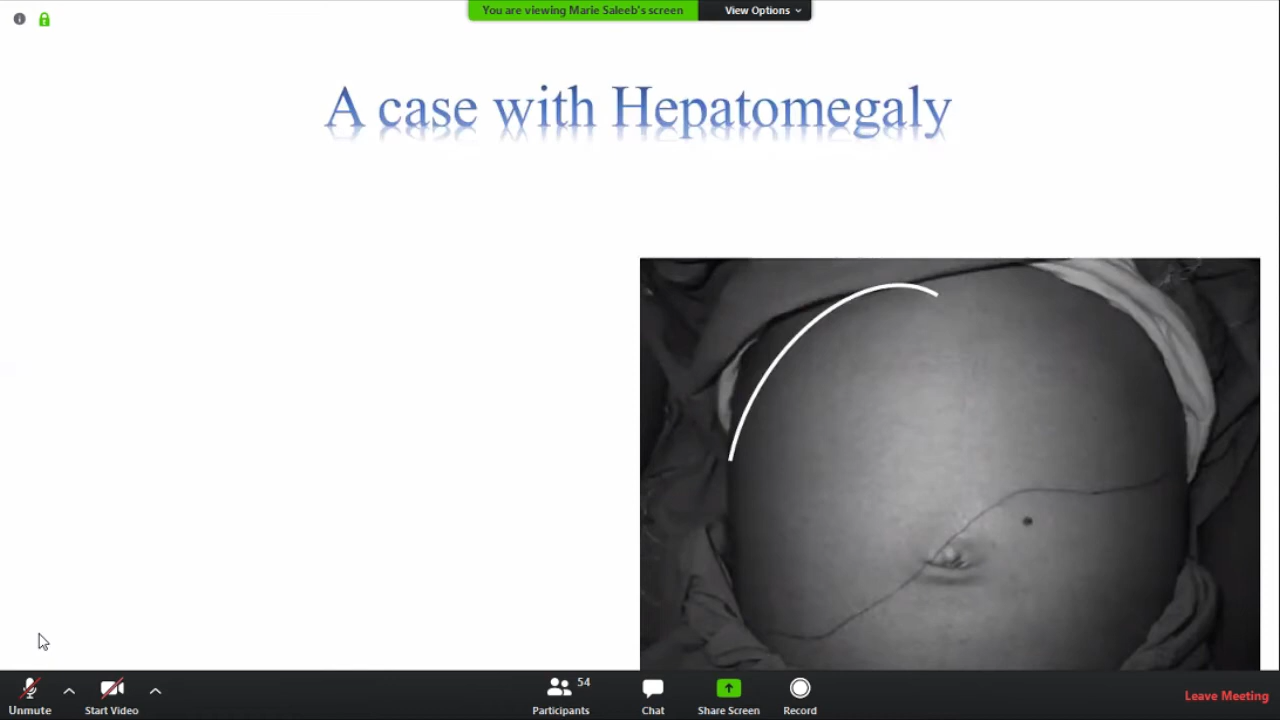 You are viewing Marie Saleeb's screen View Options
A case with Hepatomegaly
Unmute Start Video 54 Participants Chat Share Screen Record Leave Meeting